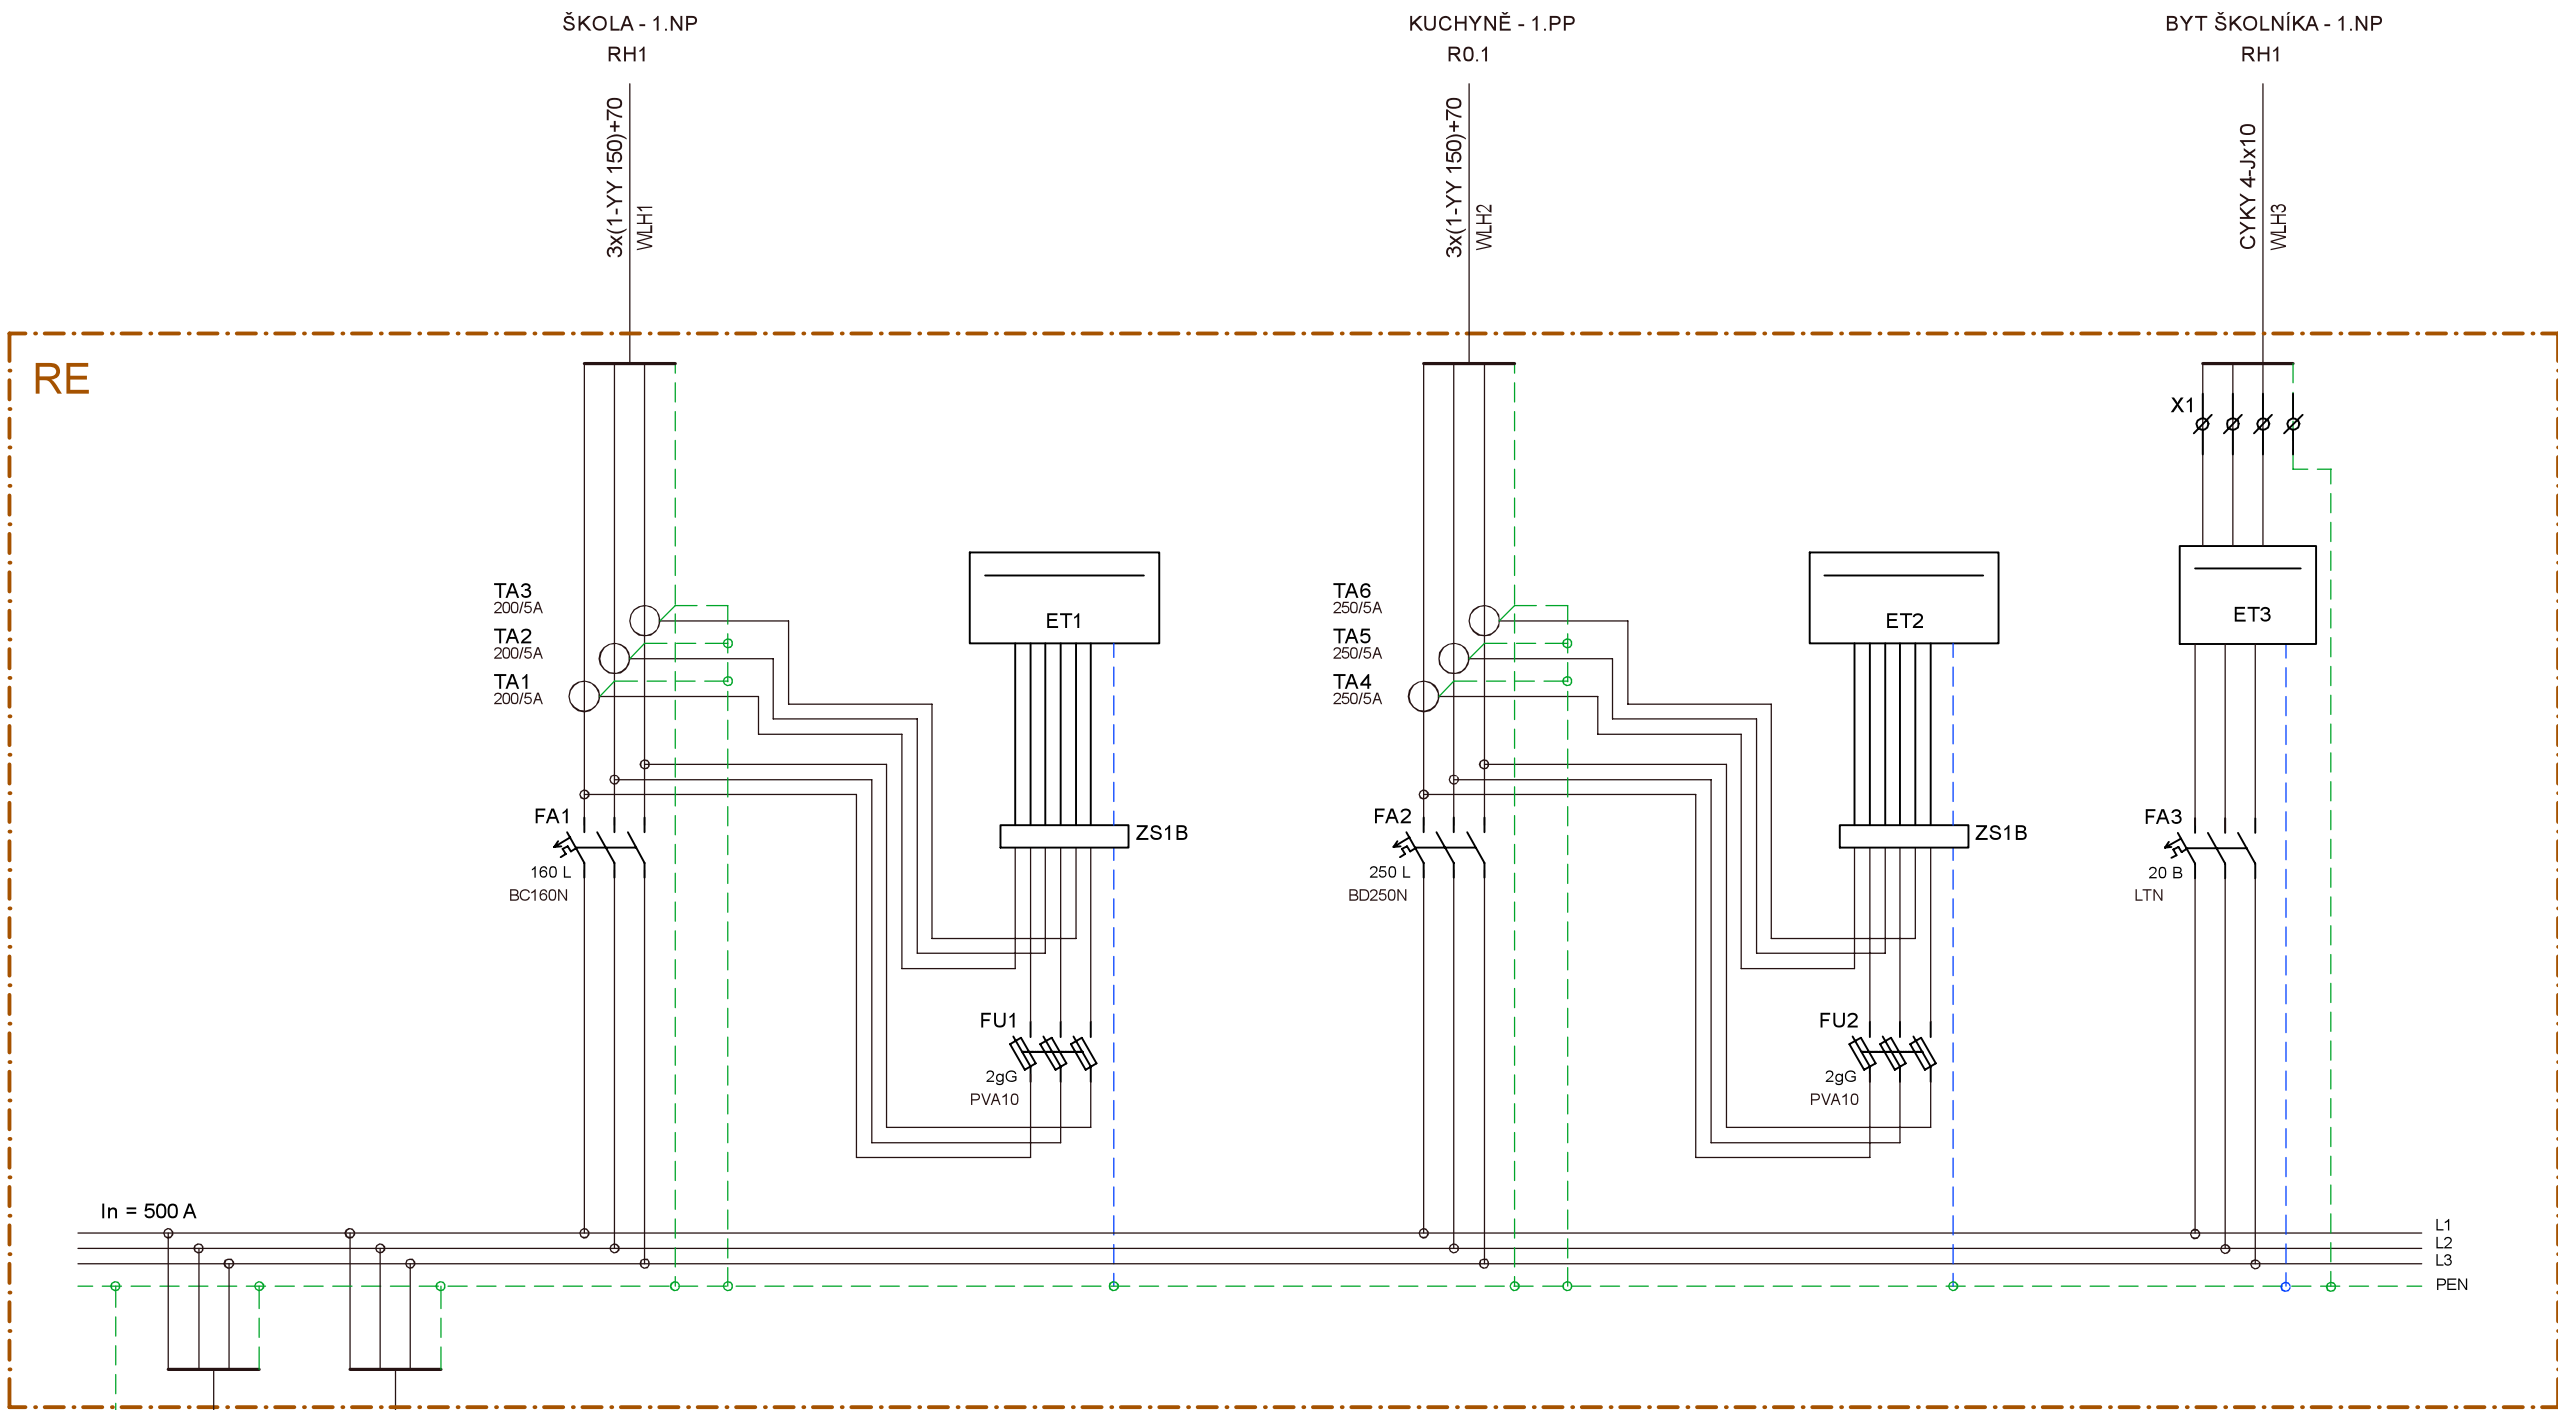 ŠKOLA - 1.NP
RH1
KUCHYNĚ - 1.PP
R0.1
BYT ŠKOLNÍKA - 1.NP
RH1
3x(1-YY 150)+70
WLH1
3x(1-YY 150)+70
WLH2
CYKY 4-Jx10
WLH3
RE
X1
TA3
200/5A
TA2
200/5A
TA1
200/5A
ET1
TA6
250/5A
TA5
250/5A
TA4
250/5A
ET2
ET3
FA1
160 L
BC160N
ZS1B
FA2
250 L
BD250N
ZS1B
FA3
20 B
LTN
FU1
2gG
PVA10
FU2
2gG
PVA10
In = 500 A
L1
L2
L3
PEN